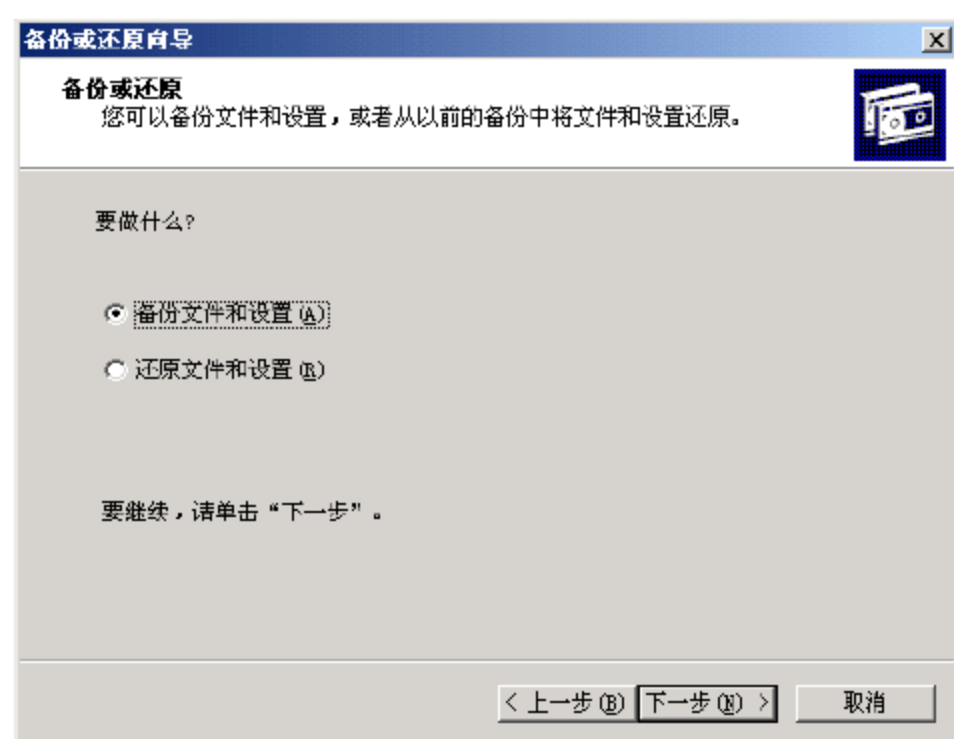 备份或还原向导
备份或还原
您可以备份文件和设置，或者从以前的备份中将文件和设置还原。
要做什么?
备份文件和设置(A)
还原文件和设置(R)
要继续，请单击“下一步”。
< 上一步(B) 下一步(N) > 取消